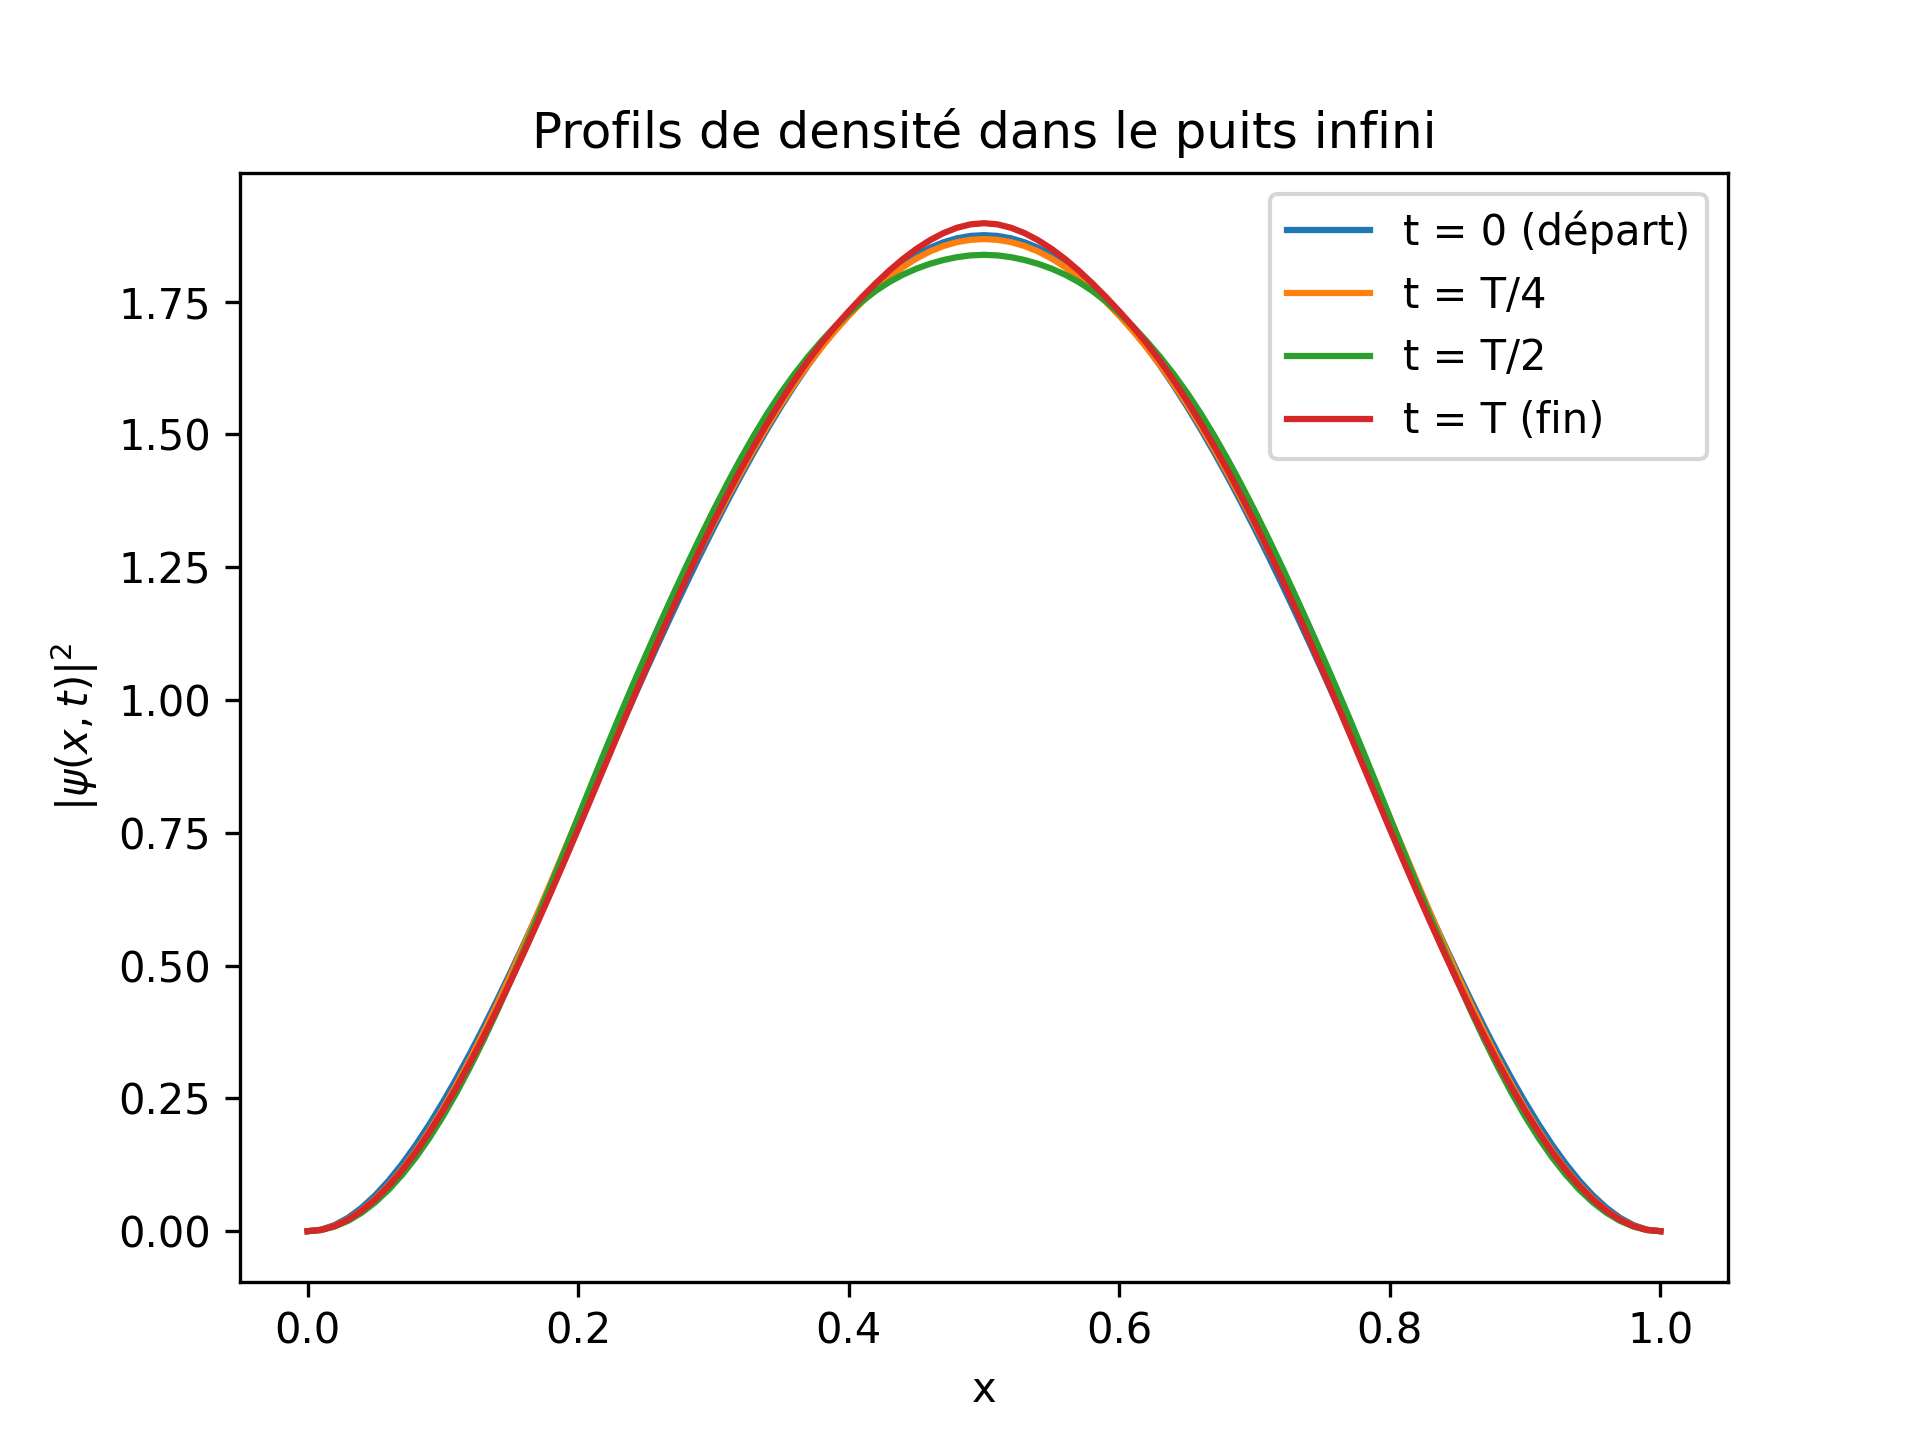 Profils de densité dans le puits infini
t = 0 (départ)
t = T/4
t = T/2
t = T (fin)
|ψ(x, t)|²
1.75
1.50
1.25
1.00
0.75
0.50
0.25
0.00
0.0 0.2 0.4 0.6 0.8 1.0
x